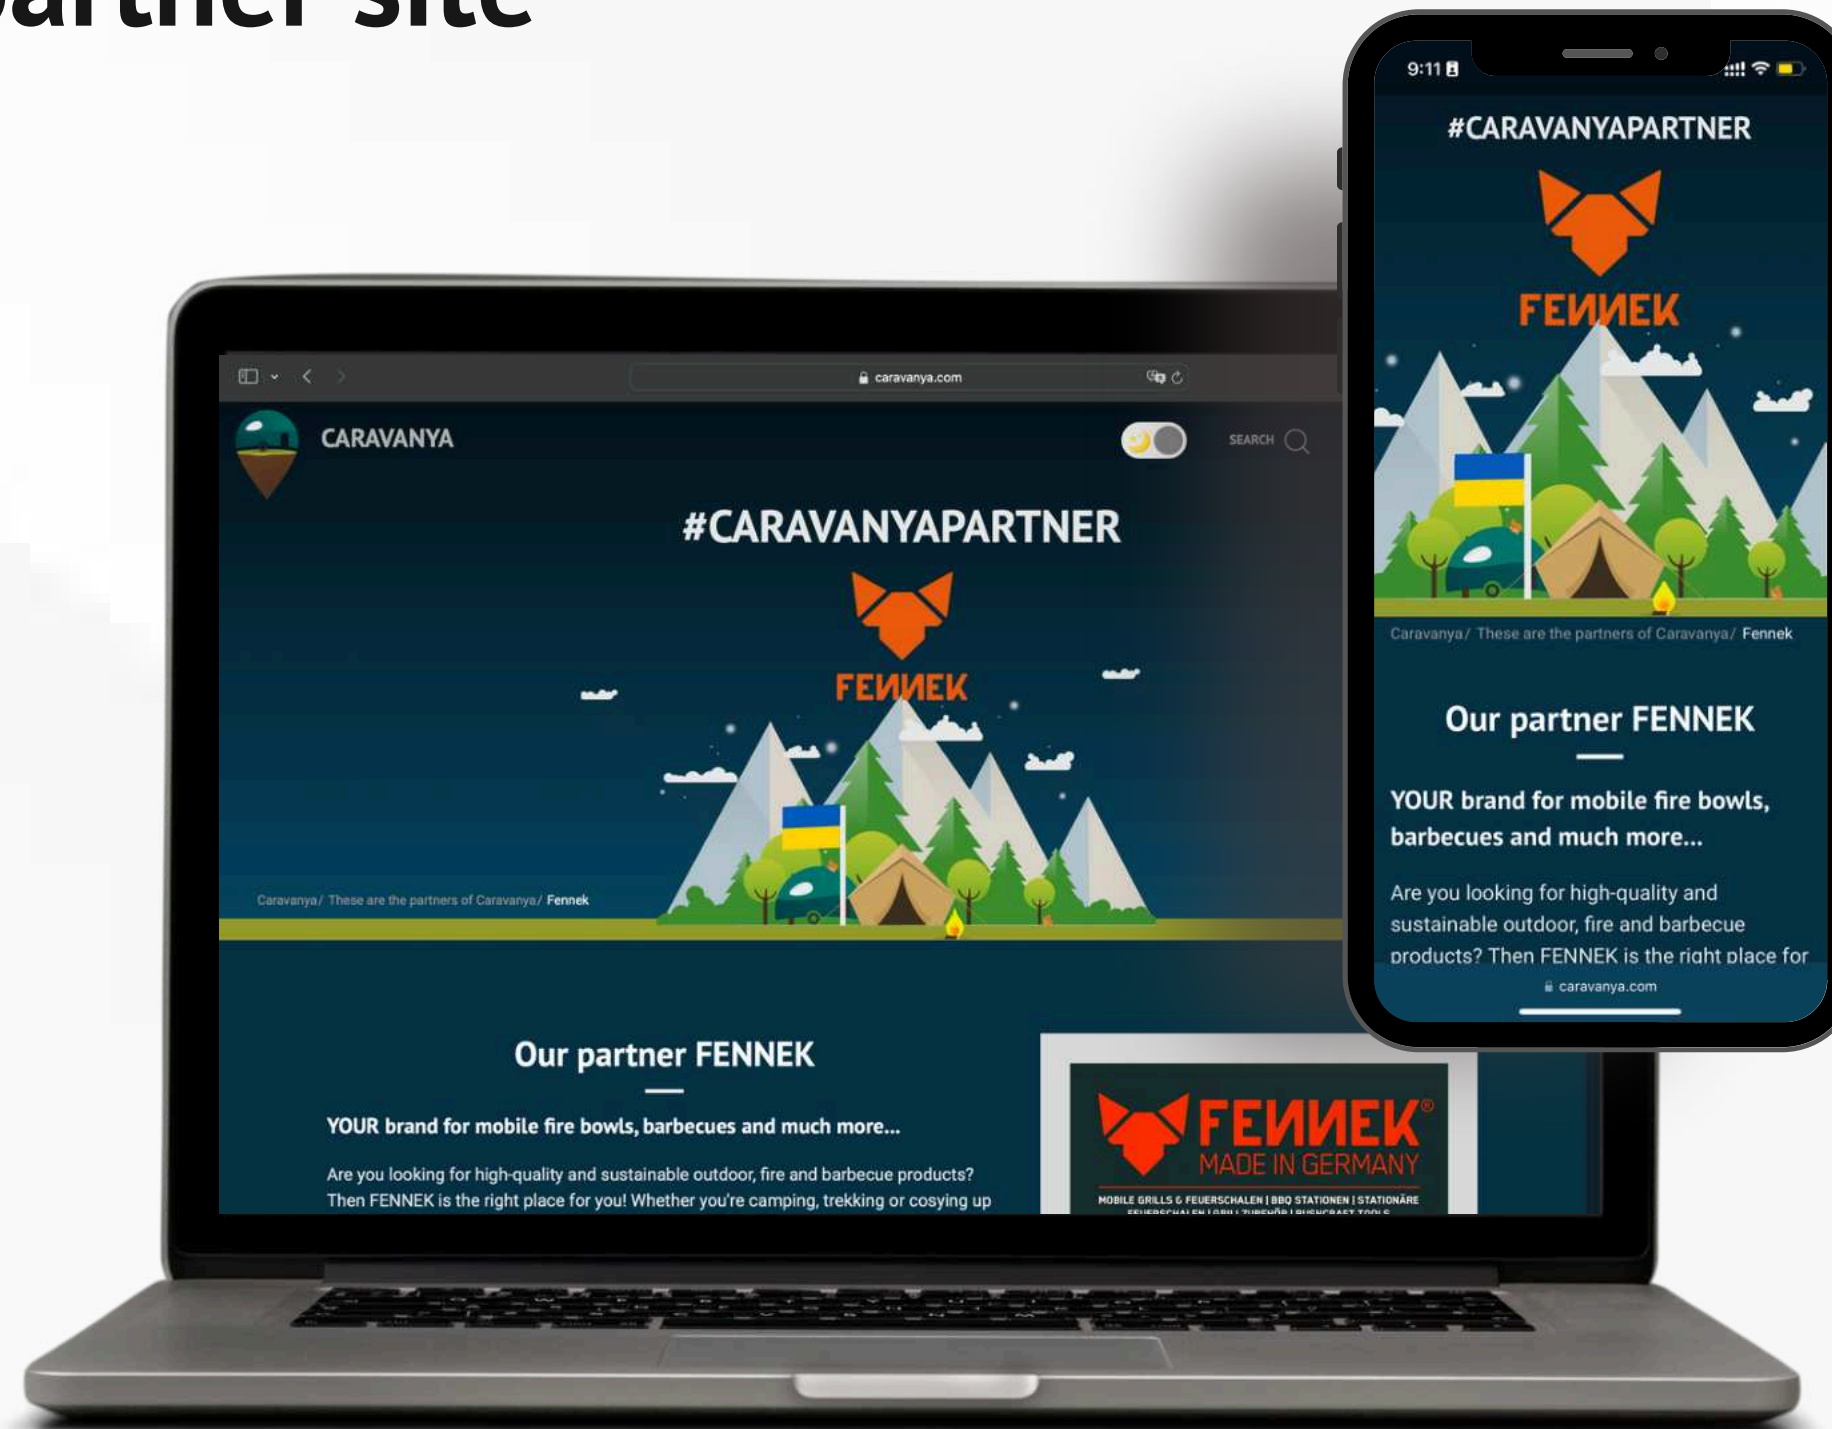 partner site
caravanya.com
CARAVANYA
SEARCH
#CARAVANYAPARTNER
FENNEK
Caravanya/ These are the partners of Caravanya/ Fennek
Our partner FENNEK
YOUR brand for mobile fire bowls, barbecues and much more...
Are you looking for high-quality and sustainable outdoor, fire and barbecue products?
Then FENNEK is the right place for you! Whether you're camping, trekking or cosying up
FENNEK®
MADE IN GERMANY
MOBILE GRILLS & FEUERSCHALEN | BBQ STATIONEN | STATIONÄRE
FEUERSCHALEN | GRILLZUBEHÖR | BUSHCRAFT TOOLS
9:11
#CARAVANYAPARTNER
FENNEK
Caravanya/ These are the partners of Caravanya/ Fennek
Our partner FENNEK
YOUR brand for mobile fire bowls,
barbecues and much more...
Are you looking for high-quality and
sustainable outdoor, fire and barbecue
products? Then FENNEK is the right place for
caravanya.com